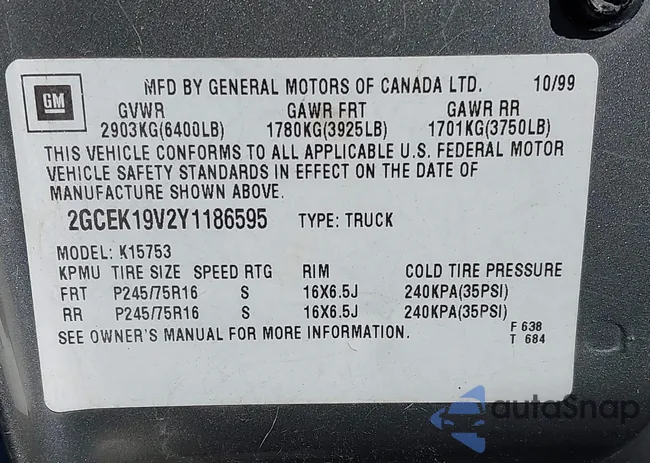 GM
MFD BY GENERAL MOTORS OF CANADA LTD. 10/99
GVWR GAWR FRT GAWR RR
2903KG(6400LB) 1780KG(3925LB) 1701KG(3750LB)
THIS VEHICLE CONFORMS TO ALL APPLICABLE U.S. FEDERAL MOTOR
VEHICLE SAFETY STANDARDS IN EFFECT ON THE DATE OF
MANUFACTURE SHOWN ABOVE.
2GCEK19V2Y1186595 TYPE: TRUCK
MODEL: K15753
KPMU TIRE SIZE SPEED RTG RIM COLD TIRE PRESSURE
FRT P245/75R16 S 16X6.5J 240KPA(35PSI)
RR P245/75R16 S 16X6.5J 240KPA(35PSI)
SEE OWNER'S MANUAL FOR MORE INFORMATION.
F 638
T 684
autoSnap